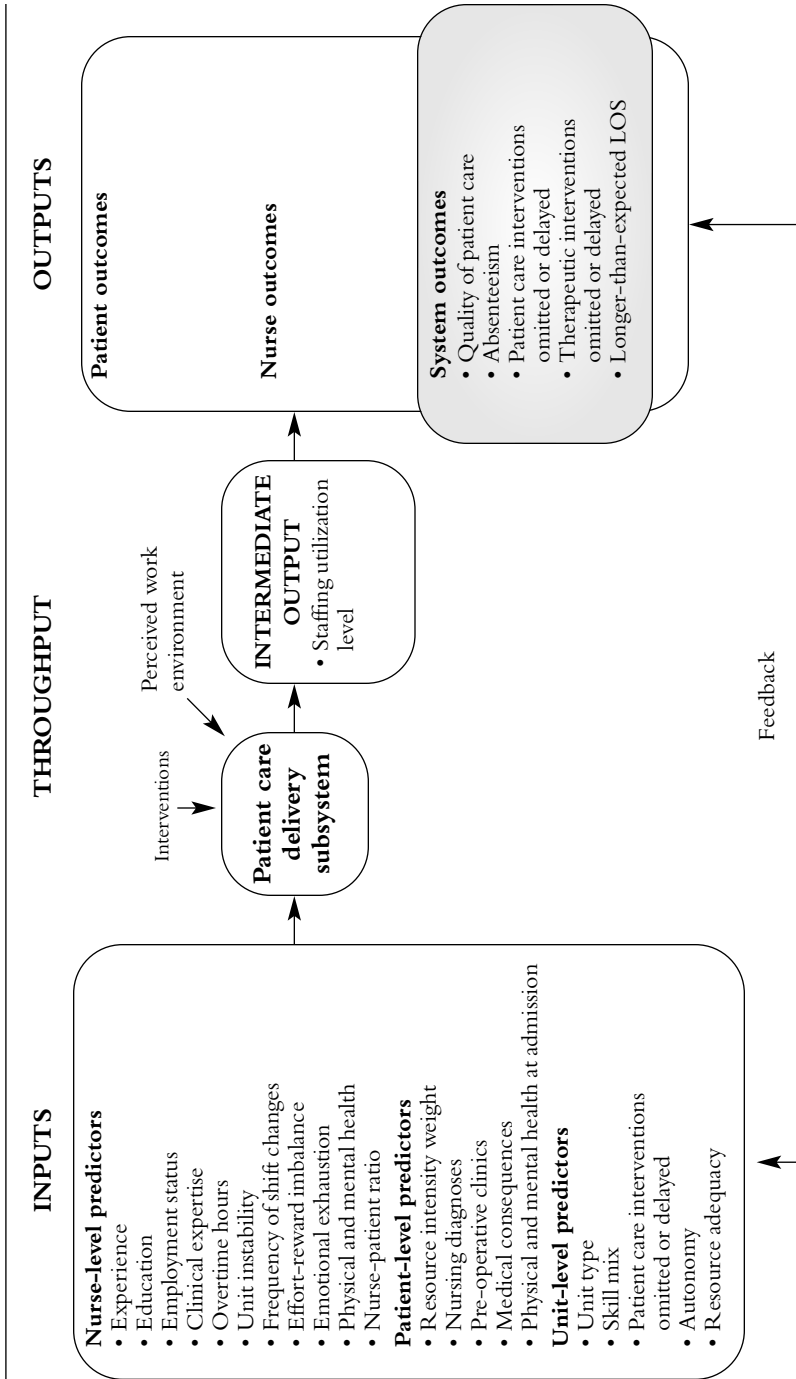 INPUTS
Nurse-level predictors
• Experience
• Education
• Employment status
• Clinical expertise
• Overtime hours
• Unit instability
• Frequency of shift changes
• Effort-reward imbalance
• Emotional exhaustion
• Physical and mental health
• Nurse-patient ratio
Patient-level predictors
• Resource intensity weight
• Nursing diagnoses
• Pre-operative clinics
• Medical consequences
• Physical and mental health at admission
Unit-level predictors
• Unit type
• Skill mix
• Patient care interventions
omitted or delayed
• Autonomy
• Resource adequacy
THROUGHPUT
Interventions
Perceived work
environment
Patient care
delivery
subsystem
INTERMEDIATE
OUTPUT
• Staffing utilization
level
OUTPUTS
Patient outcomes
Nurse outcomes
System outcomes
• Quality of patient care
• Absenteeism
• Patient care interventions
omitted or delayed
• Therapeutic interventions
omitted or delayed
• Longer-than-expected LOS
Feedback